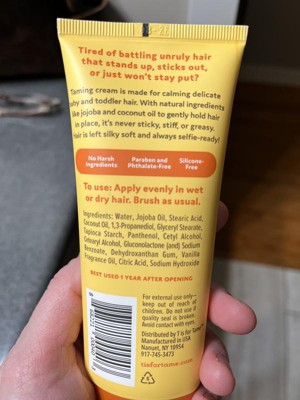 Tired of battling unruly hair
that stands up, sticks out,
or just won't stay put?
Taming cream is made for calming delicate
baby and toddler hair. With natural ingredients
like jojoba and coconut oil to gently hold hair
in place, it's never sticky, stiff, or greasy.
Hair is left silky soft and always selfie-ready!
No Harsh
Ingredients
Paraben and
Phthalate-Free
Silicone-
Free
To use: Apply evenly in wet
or dry hair. Brush as usual.
Ingredients: Water, Jojoba Oil, Stearic Acid,
Coconut Oil, 1,3-Propanediol, Glyceryl Stearate,
Tapioca Starch, Panthenol, Cetyl Alcohol,
Cetearyl Alcohol, Gluconolactone (and) Sodium
Benzoate, Dehydroxanthan Gum, Vanilla
Fragrance Oil, Citric Acid, Sodium Hydroxide
BEST USED 1 YEAR AFTER OPENING
For external use only—
keep out of reach of
children. Do not use if
quality seal is broken.
Avoid contact with eyes.
Distributed by T is for Tame
Manufactured in USA
Nanuet, NY 10954
917-745-3473
tisfortame.com